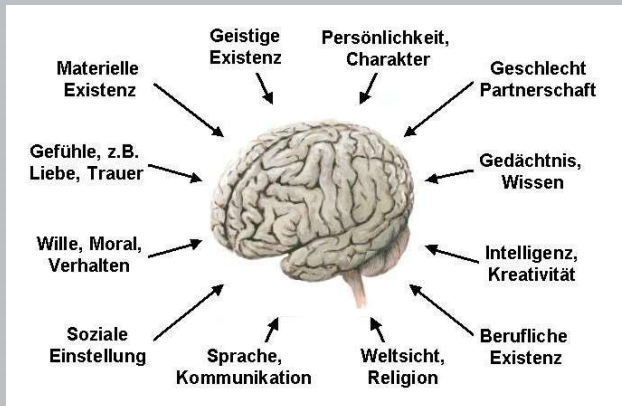 Geistige
Existenz
Persönlichkeit,
Charakter
Materielle
Existenz
Geschlecht
Partnerschaft
Gefühle, z.B.
Liebe, Trauer
Gedächtnis,
Wissen
Wille, Moral,
Verhalten
Intelligenz,
Kreativität
Soziale
Einstellung
Sprache,
Kommunikation
Weltsicht,
Religion
Berufliche
Existenz